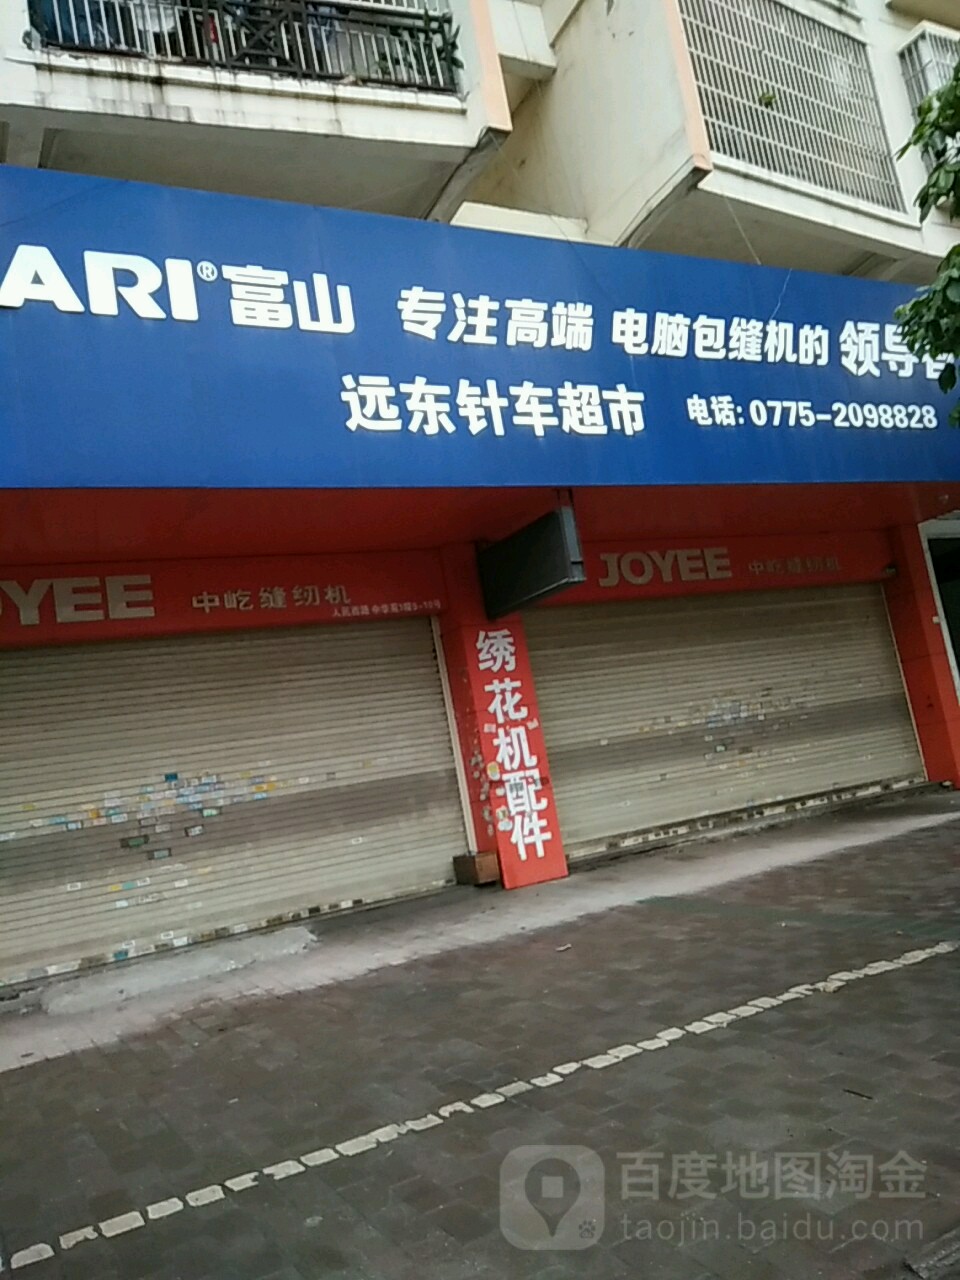 ARI®富山 专注高端 电脑包缝机的 领导者
远东针车超市 电话: 0775-2098828
OYEE 中屹缝纫机
JOYEE 中屹缝纫机
绣花机配件
百度地图淘金
taojin.baidu.com